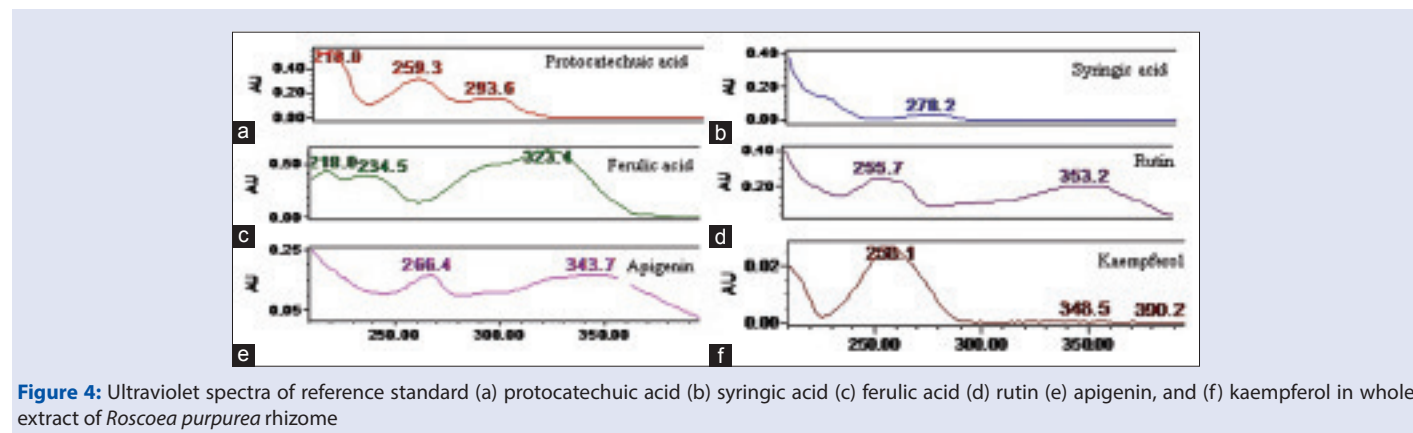 210.0 259.3 293.6 Protocatechuic acid
0.40
0.20
0.00
AU
a
0.40 Syringic acid
0.20 278.2
0.00
AU
b
210.0 234.5 323.4 Ferulic acid
0.50
0.00
AU
c
0.40 255.7 353.2 Rutin
0.20
AU
d
0.25 266.4 343.7 Apigenin
0.05
AU
250.00 300.00 350.00
e
Kaempferol
0.02 348.5 390.2
0.00
AU
250.00 300.00 350.00
f
Figure 4: Ultraviolet spectra of reference standard (a) protocatechuic acid (b) syringic acid (c) ferulic acid (d) rutin (e) apigenin, and (f) kaempferol in whole
extract of Roscoea purpurea rhizome